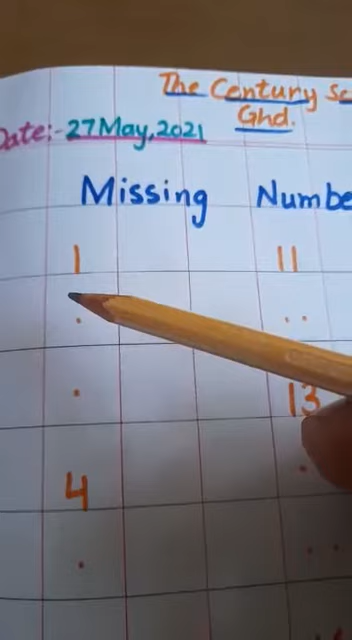 The Century Sc
Ghd.
Date:- 27 May, 2021
Missing Numbe
1 11
. ..
. 13
4 .
. ..